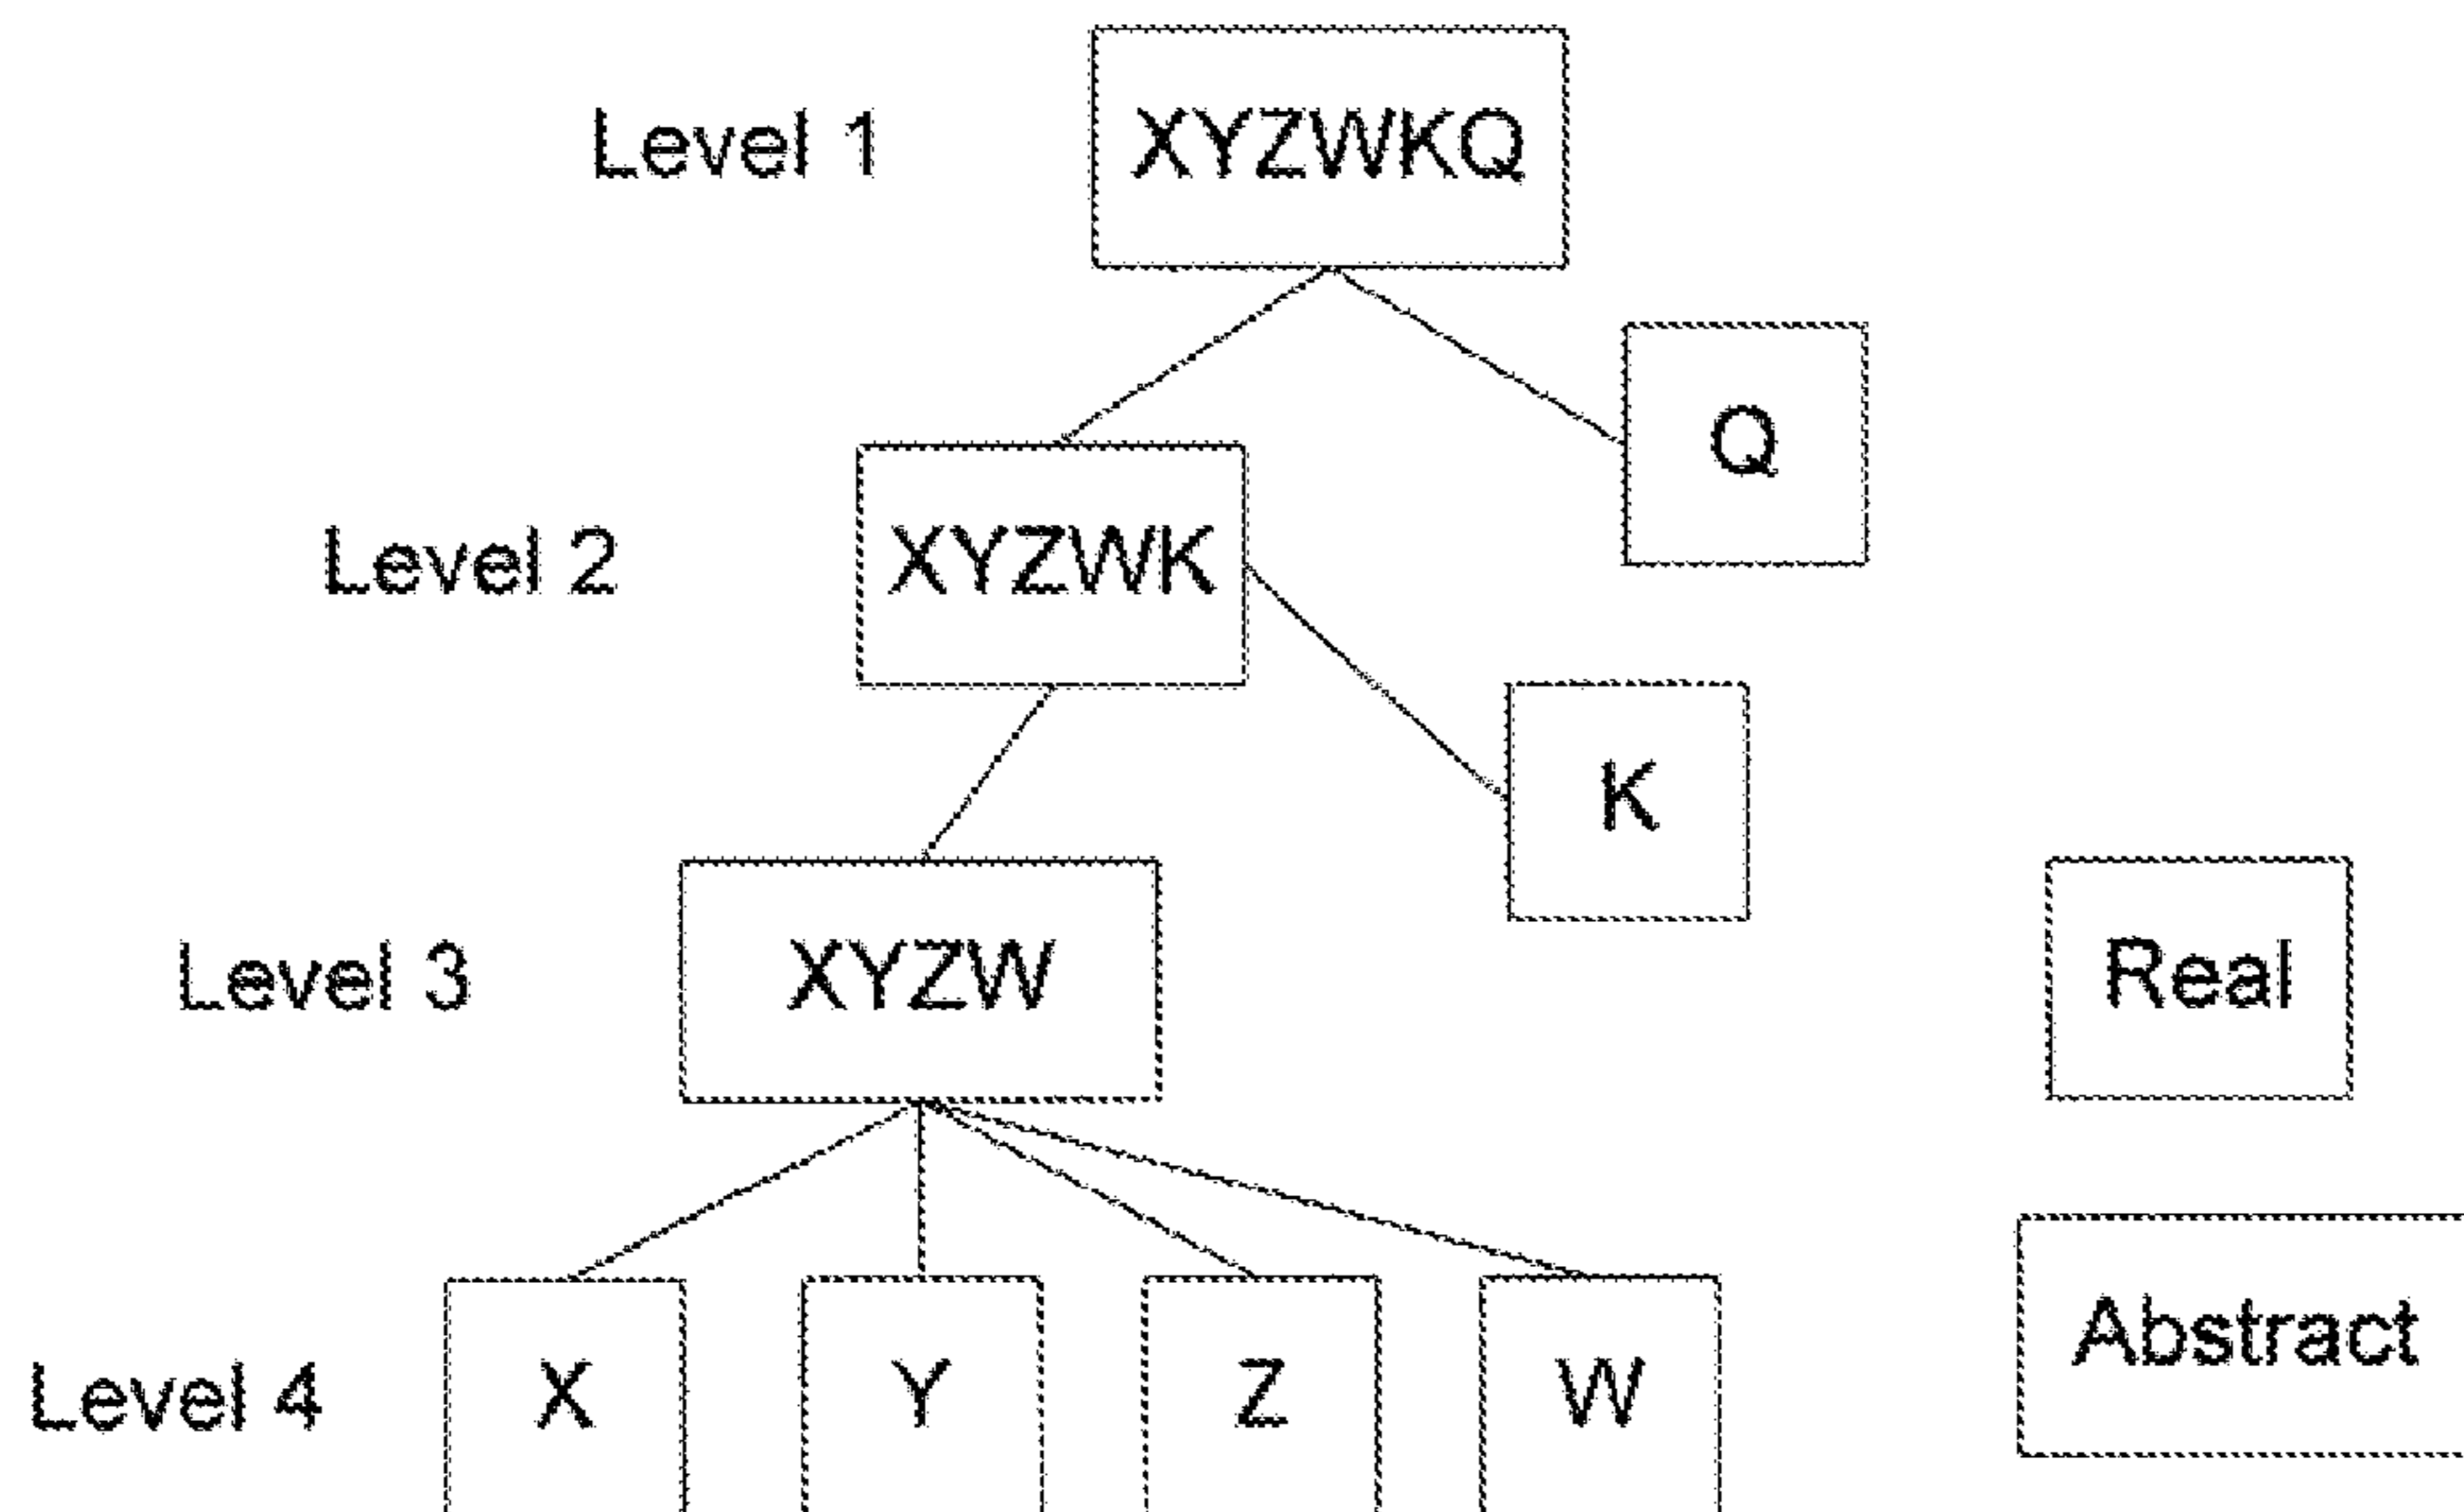 Level 1
XYZWKQ
Q
Level 2
XYZWK
K
Level 3
XYZW
Real
Level 4
X
Y
Z
W
Abstract